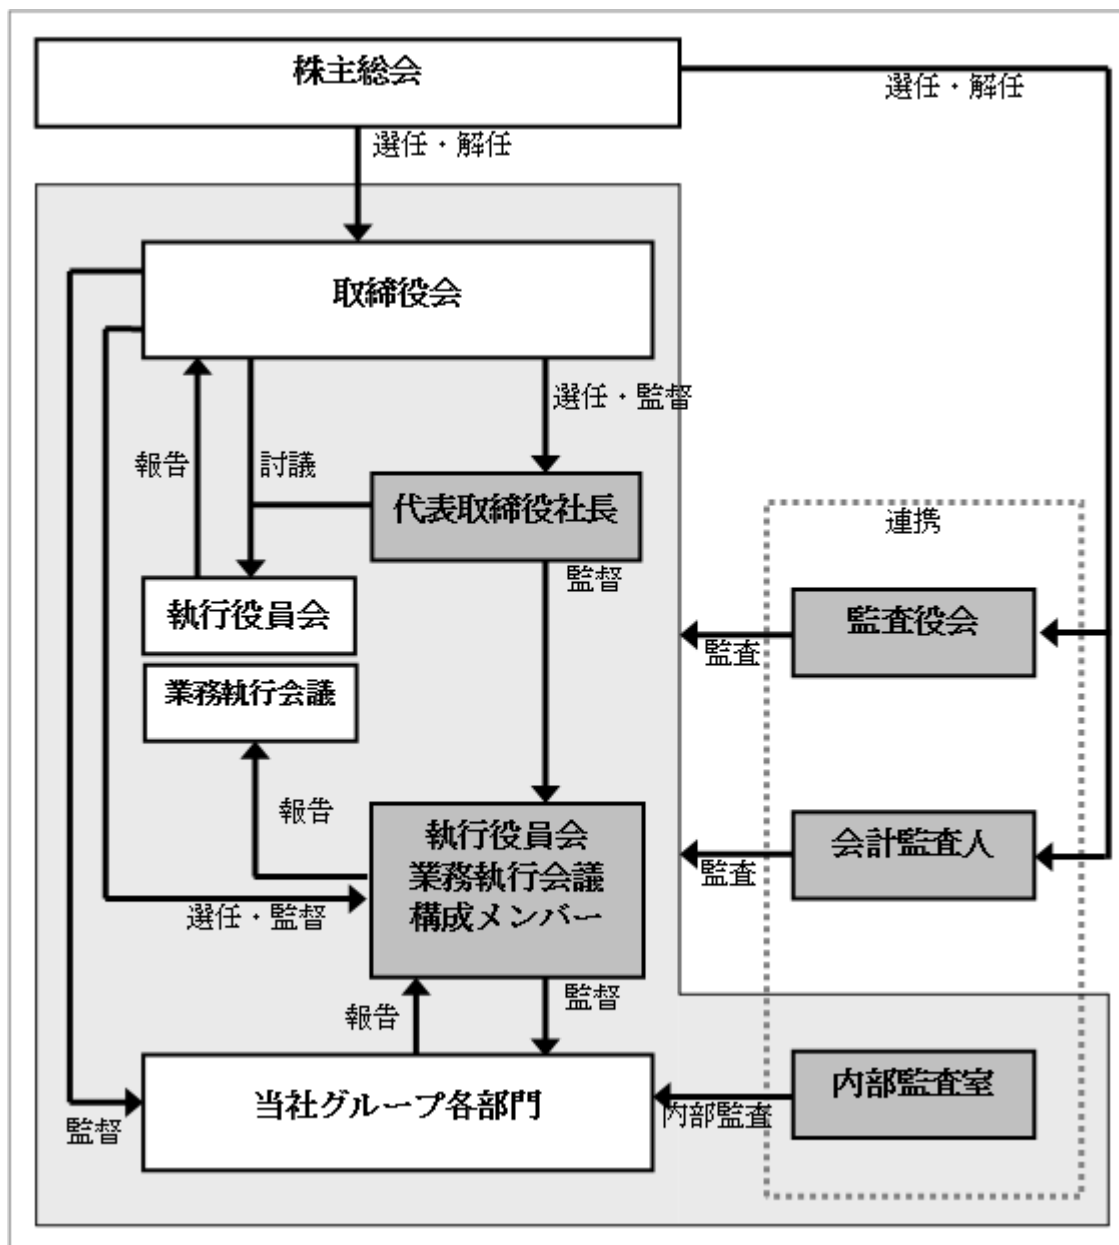 株主総会
選任・解任
選任・解任
取締役会
選任・監督
報告
討議
代表取締役社長
連携
監督
執行役員会
監査役会
監査
業務執行会議
報告
執行役員会
業務執行会議
構成メンバー
会計監査人
監査
選任・監督
監督
報告
内部監査室
当社グループ各部門
内部監査
監督